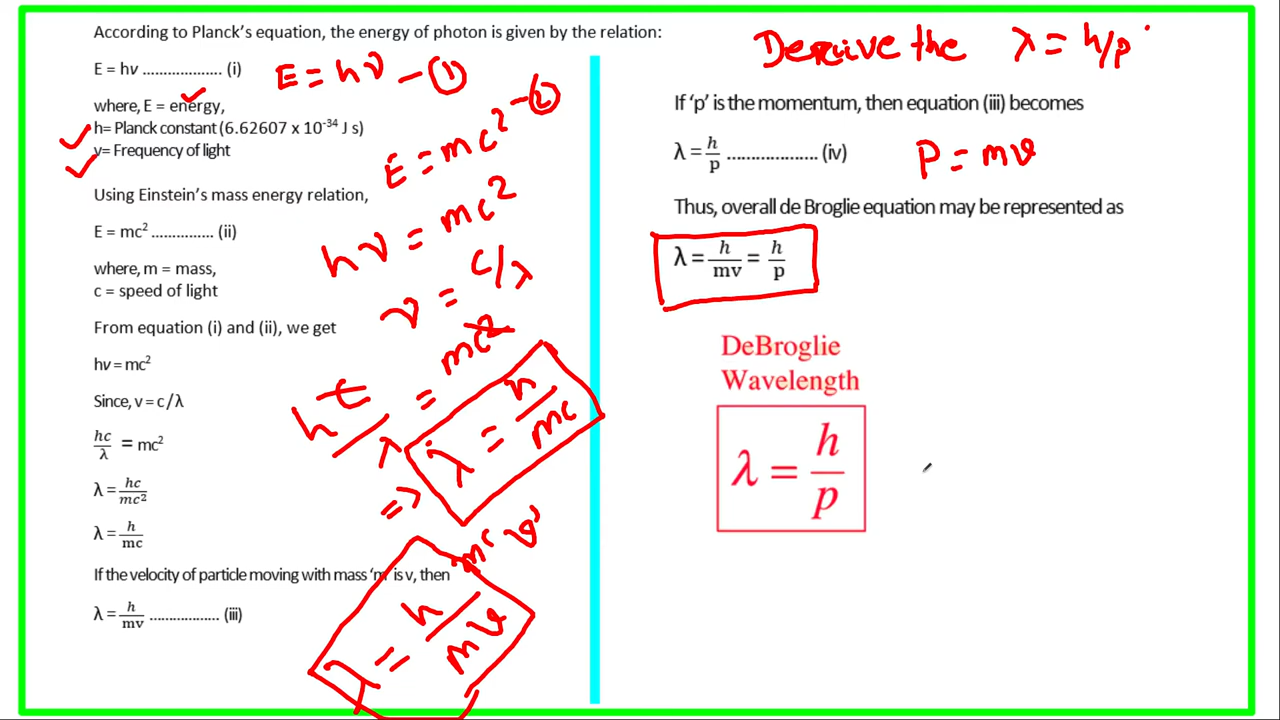 According to Planck's equation, the energy of photon is given by the relation:
E = hν ................... (i)
where, E = energy,
h= Planck constant (6.62607 x 10⁻³⁴ J s)
ν= Frequency of light
Using Einstein's mass energy relation,
E = mc² ............... (ii)
where, m = mass,
c = speed of light
From equation (i) and (ii), we get
hν = mc²
Since, ν = c/λ
hc/λ = mc²
λ = hc/mc²
λ = h/mc
If the velocity of particle moving with mass 'm' is v, then
λ = h/mv ................... (iii)
E = hν – (1)
E = mc² – (2)
hν = mc²
ν = c/λ
hc/λ = mc²
⇒ λ = h/mc
mc v
λ = h/mv
Derive the λ = h/p
If 'p' is the momentum, then equation (iii) becomes
λ = h/p ................... (iv)
P = mv
Thus, overall de Broglie equation may be represented as
λ = h/mv = h/p
DeBroglie
Wavelength
λ = h/p